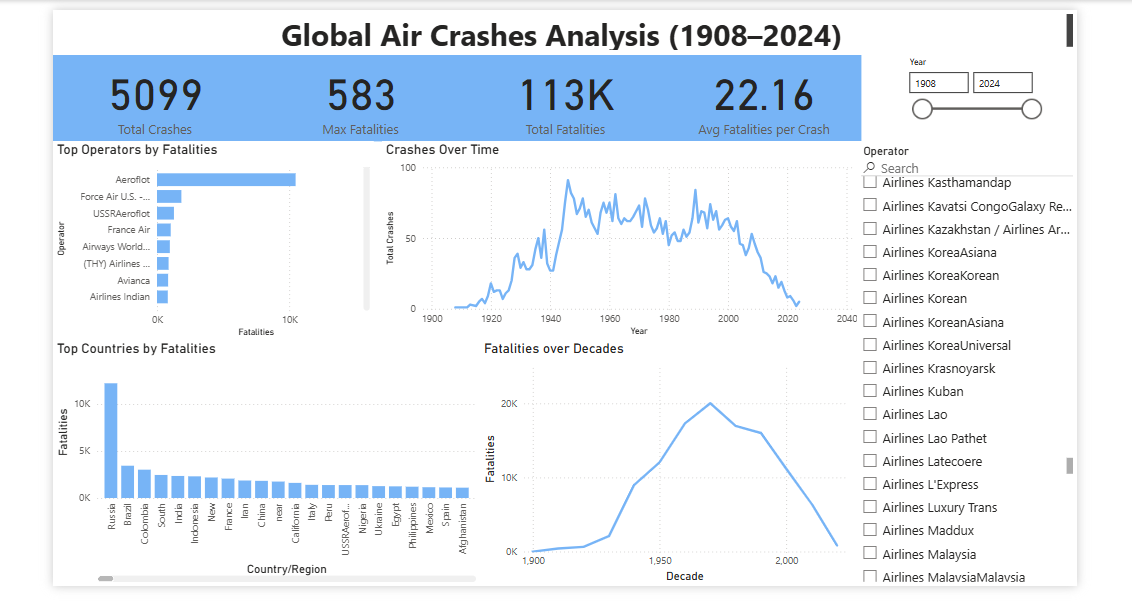 Global Air Crashes Analysis (1908–2024)
5099
Total Crashes
583
Max Fatalities
113K
Total Fatalities
22.16
Avg Fatalities per Crash
Year
1908
2024
Top Operators by Fatalities
Operator
Aeroflot
Force Air U.S. -...
USSRAeroflot
France Air
Airways World...
(THY) Airlines ...
Avianca
Airlines Indian
0K
10K
Fatalities
Crashes Over Time
Total Crashes
100
50
0
1900
1920
1940
1960
1980
2000
2020
2040
Year
Top Countries by Fatalities
Fatalities
10K
5K
0K
Russia
Brazil
Colombia
South
India
Indonesia
New
France
Iran
China
near
California
Italy
Peru
USSRAerof...
Nigeria
Ukraine
Egypt
Philippines
Mexico
Spain
Afghanistan
Country/Region
Fatalities over Decades
Fatalities
20K
10K
0K
1,900
1,950
2,000
Decade
Operator
Search
Airlines Kasthamandap
Airlines Kavatsi CongoGalaxy Re...
Airlines Kazakhstan / Airlines Ar...
Airlines KoreaAsiana
Airlines KoreaKorean
Airlines Korean
Airlines KoreanAsiana
Airlines KoreaUniversal
Airlines Krasnoyarsk
Airlines Kuban
Airlines Lao
Airlines Lao Pathet
Airlines Latecoere
Airlines L'Express
Airlines Luxury Trans
Airlines Maddux
Airlines Malaysia
Airlines MalaysiaMalaysia